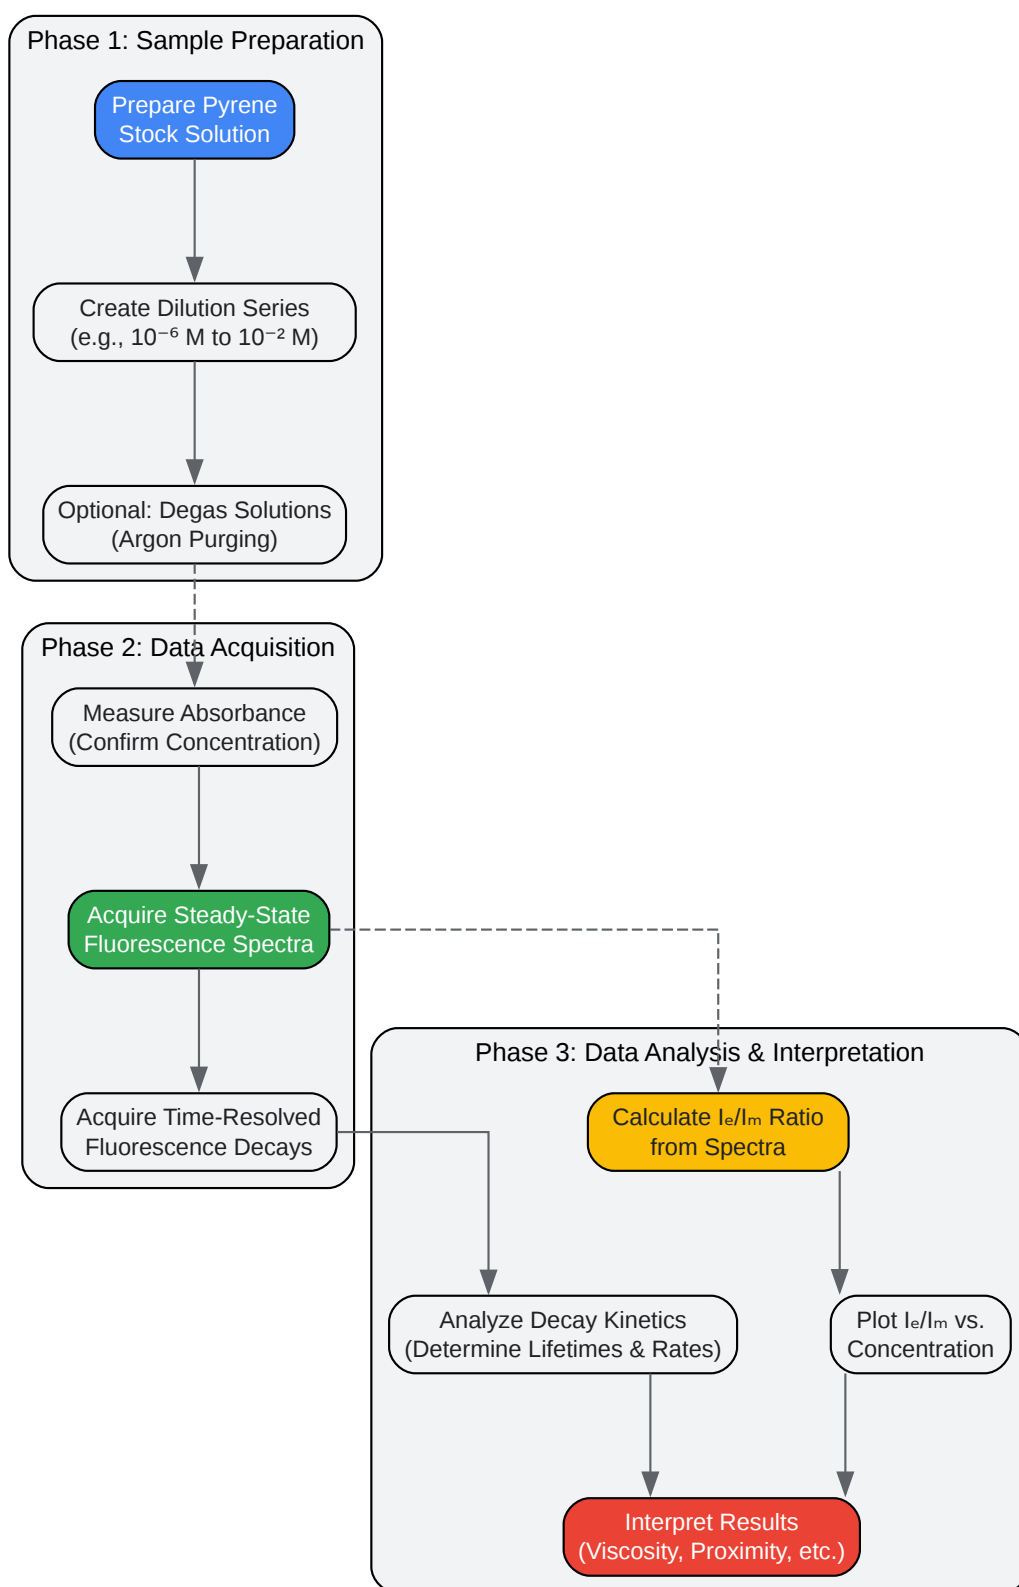 Phase 1: Sample Preparation
Prepare Pyrene
Stock Solution
Create Dilution Series
(e.g., 10⁻⁶ M to 10⁻² M)
Optional: Degas Solutions
(Argon Purging)
Phase 2: Data Acquisition
Measure Absorbance
(Confirm Concentration)
Acquire Steady-State
Fluorescence Spectra
Acquire Time-Resolved
Fluorescence Decays
Phase 3: Data Analysis & Interpretation
Calculate Iₑ/Iₘ Ratio
from Spectra
Analyze Decay Kinetics
(Determine Lifetimes & Rates)
Plot Iₑ/Iₘ vs.
Concentration
Interpret Results
(Viscosity, Proximity, etc.)